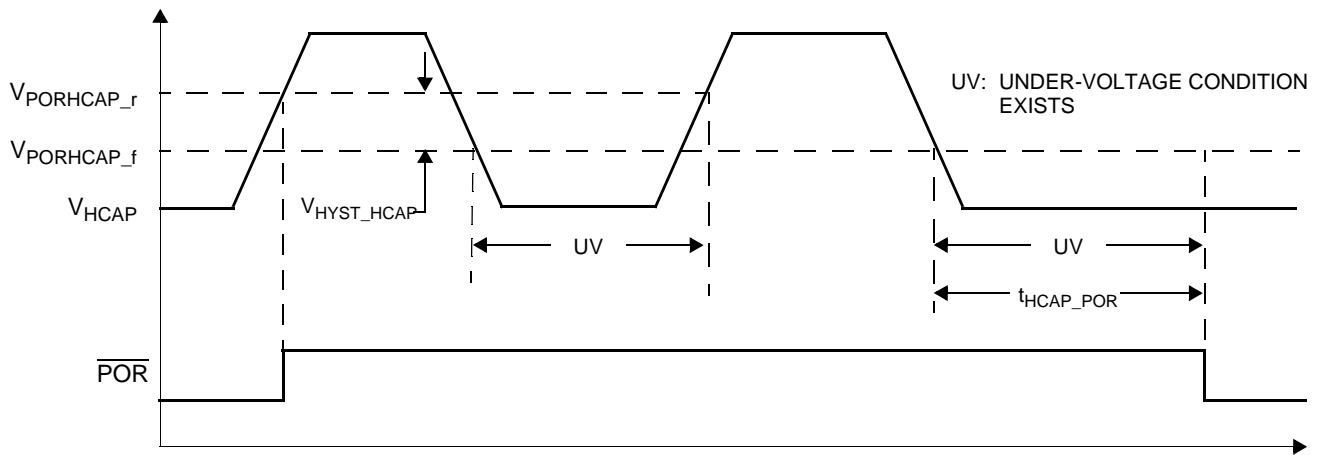 V_PORHCAP_r
UV: UNDER-VOLTAGE CONDITION
EXISTS
V_PORHCAP_f
V_HCAP
V_HYST_HCAP
UV
UV
t_HCAP_POR
POR